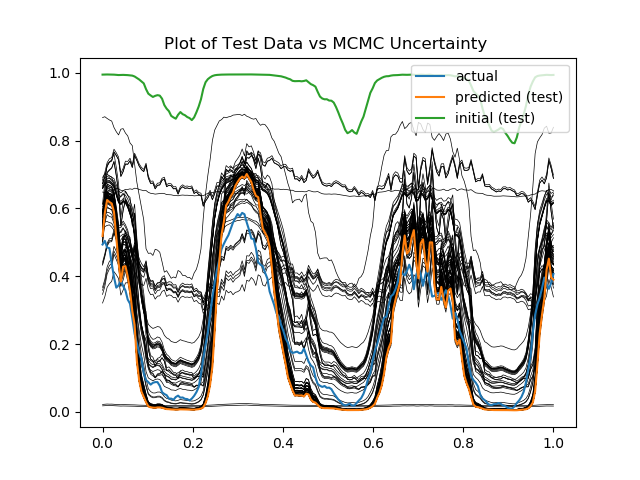 Plot of Test Data vs MCMC Uncertainty
1.0
0.8
0.6
0.4
0.2
0.0
actual
predicted (test)
initial (test)
0.0 0.2 0.4 0.6 0.8 1.0